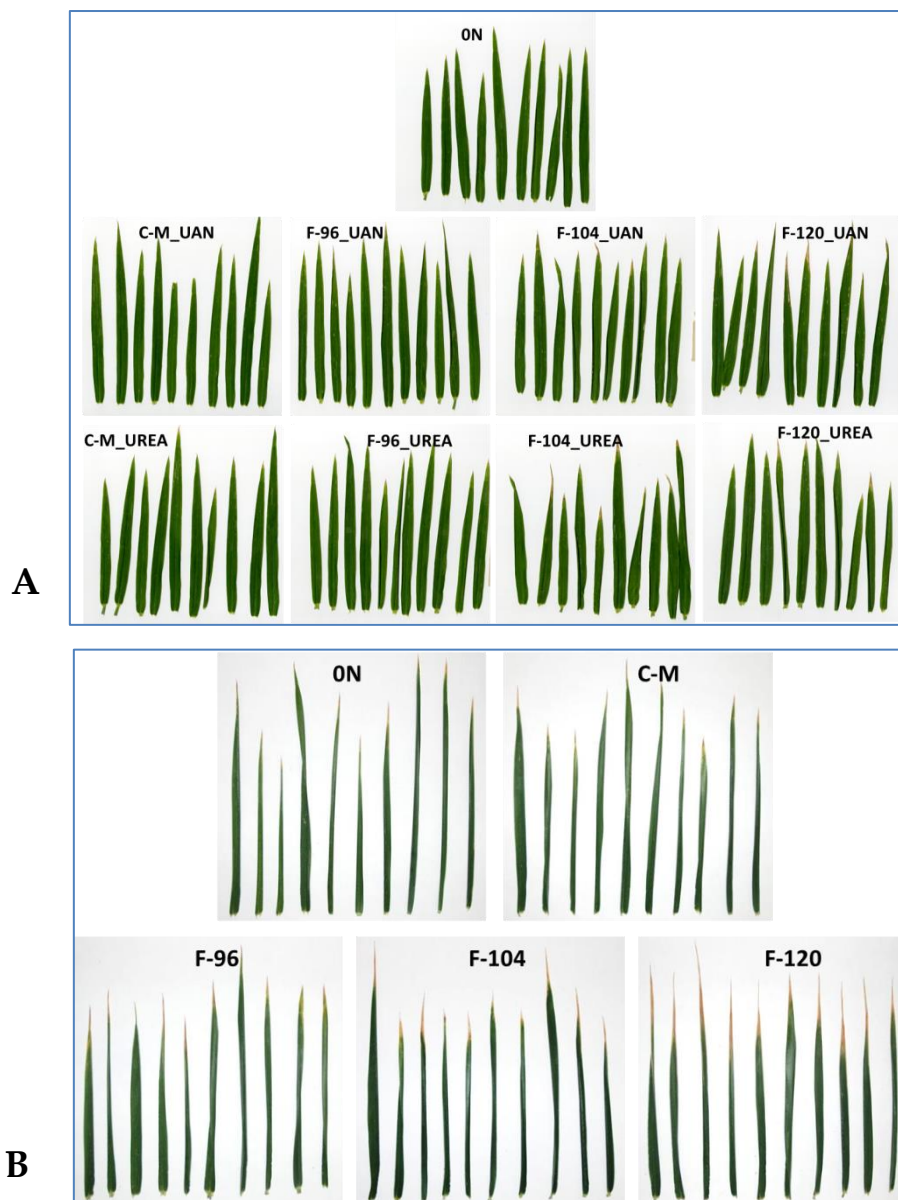 0N
C-M_UAN
F-96_UAN
F-104_UAN
F-120_UAN
C-M_UREA
F-96_UREA
F-104_UREA
F-120_UREA
A
0N
C-M
F-96
F-104
F-120
B